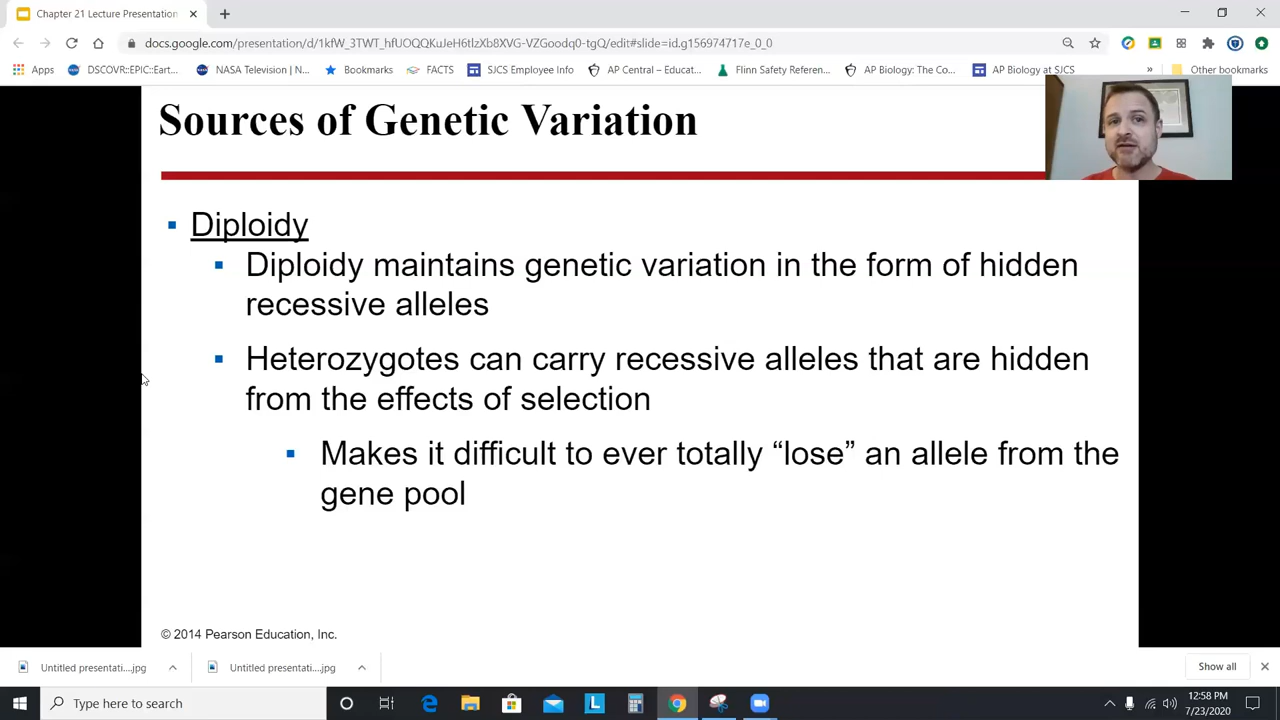 Chapter 21 Lecture Presentation
docs.google.com/presentation/d/1kfW_3TWT_hfUOQOXuJeH6tlzXb8XVG-VZGoodq0-tgQ/edit#slide=id.g156974717e_0_0
Apps DSCOVR::EPIC::Eart... NASA Television | N... Bookmarks FACTS SJCS Employee Info AP Central – Educat... Flinn Safety Referen... AP Biology: The Co... AP Biology at SJCS » Other bookmarks
Sources of Genetic Variation
Diploidy
Diploidy maintains genetic variation in the form of hidden
recessive alleles
Heterozygotes can carry recessive alleles that are hidden
from the effects of selection
Makes it difficult to ever totally “lose” an allele from the
gene pool
© 2014 Pearson Education, Inc.
Untitled presentati....jpg Untitled presentati....jpg Show all
Type here to search
12:58 PM
7/23/2020